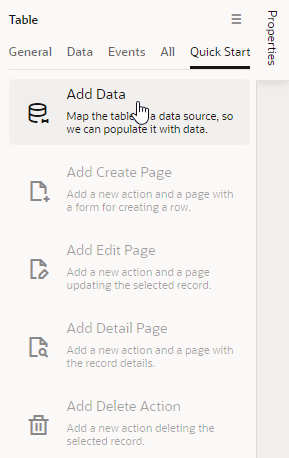 Table
Properties
General Data Events All Quick Start
Add Data
Map the table a data source, so
we can populate it with data.
Add Create Page
Add a new action and a page with
a form for creating a row.
Add Edit Page
Add a new action and a page
updating the selected record.
Add Detail Page
Add a new action and a page with
the record details.
Add Delete Action
Add a new action deleting the
selected record.